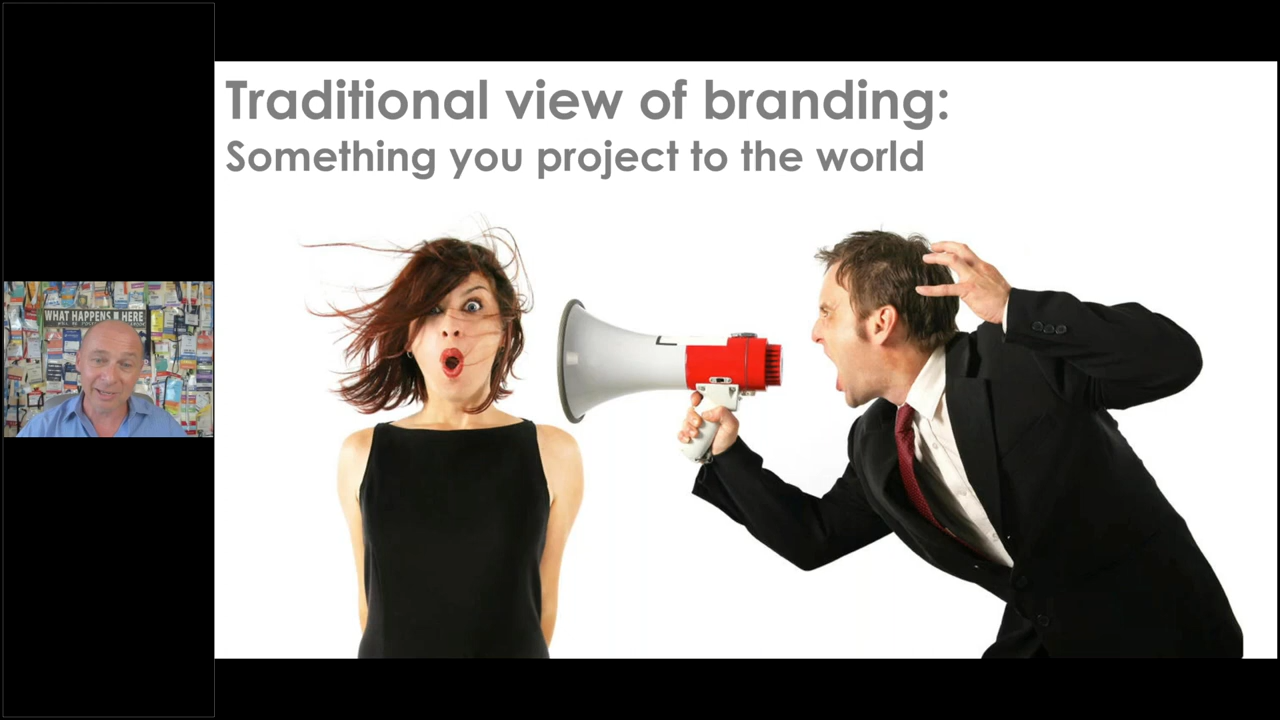 Traditional view of branding:
Something you project to the world
WHAT HAPPENS HERE